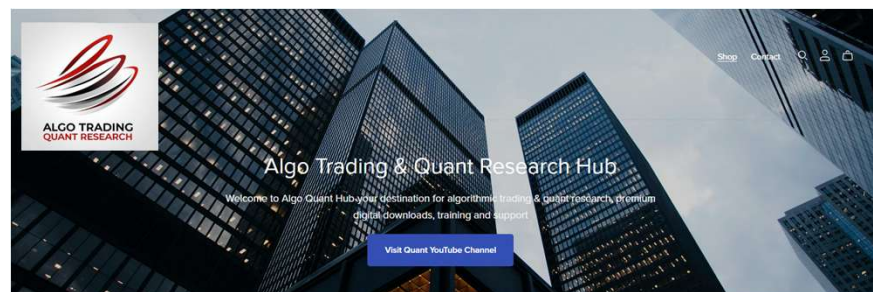 ALGO TRADING
QUANT RESEARCH
Shop
Contact
Algo Trading & Quant Research Hub
Welcome to Algo Quant Hub-your destination for algorithmic trading & quant research, premium
digital downloads, training and support
Visit Quant YouTube Channel